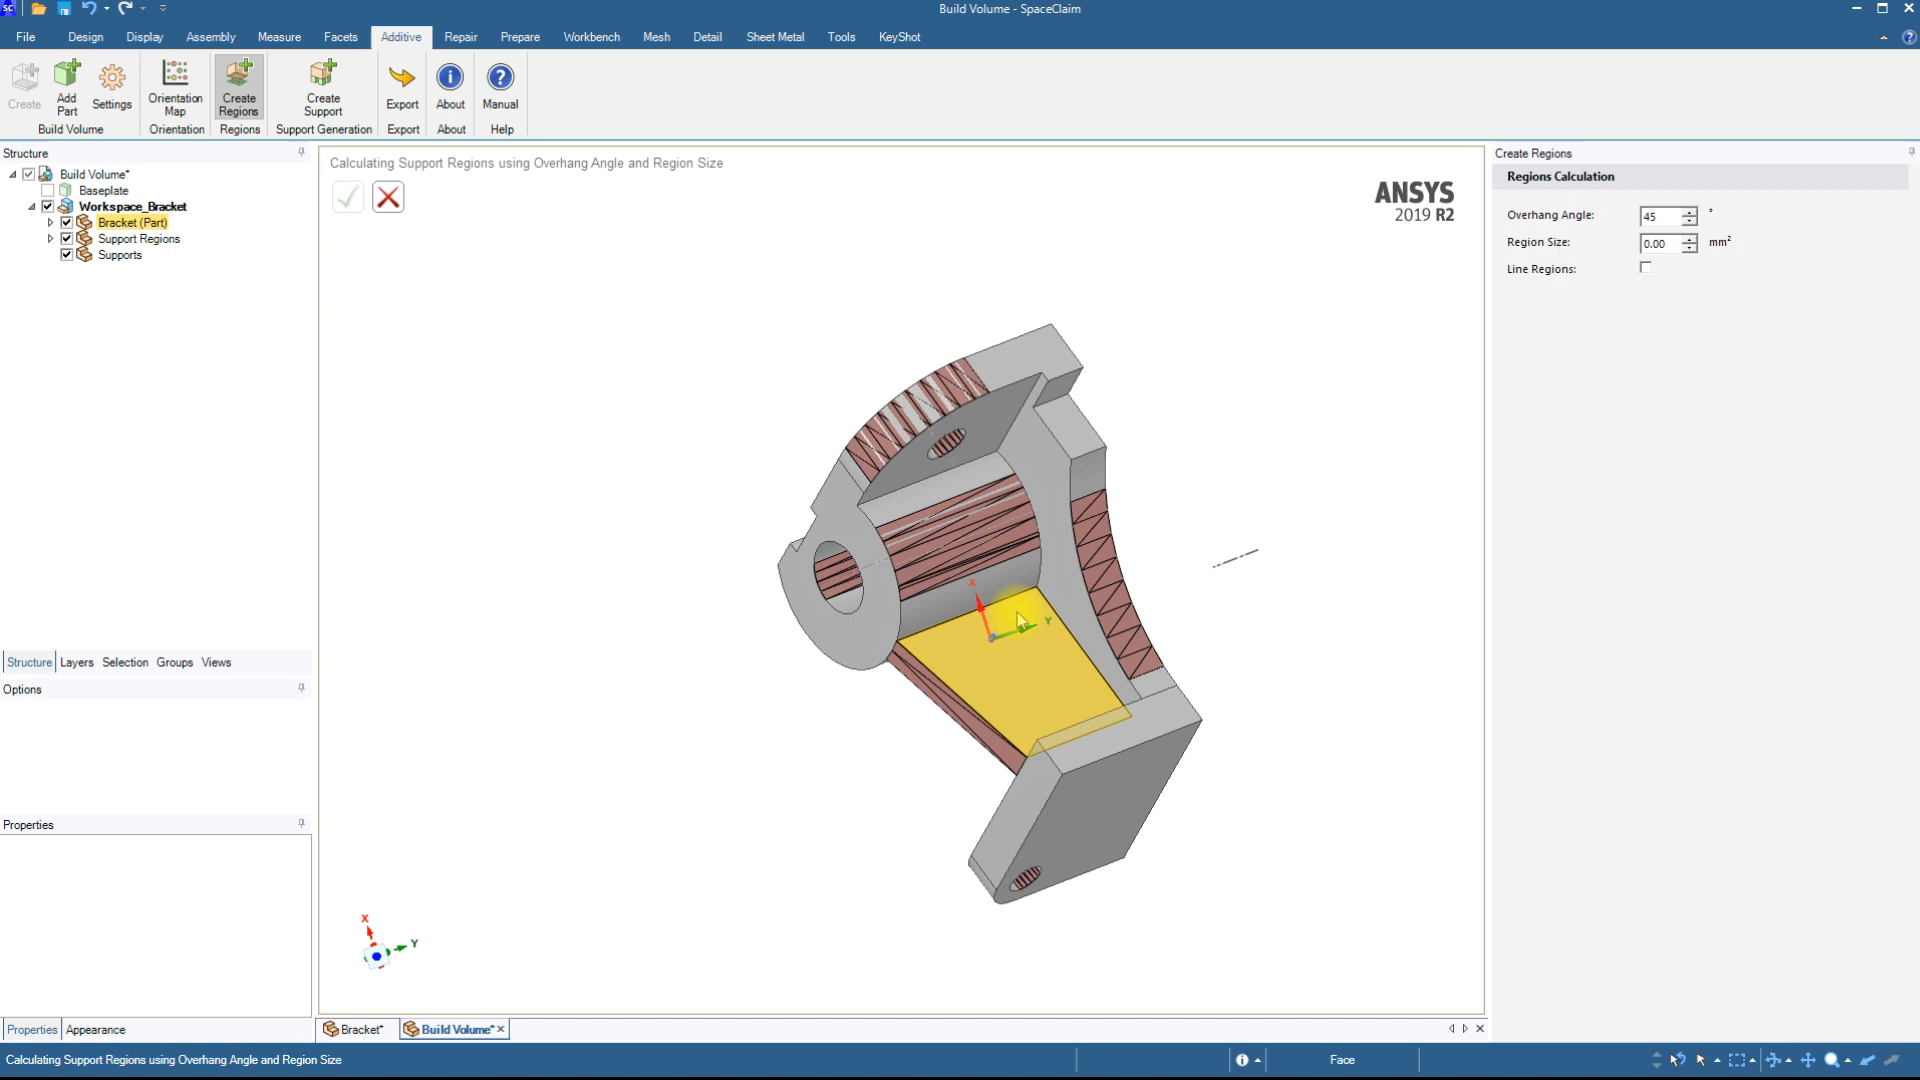 SC
Build Volume - SpaceClaim
File Design Display Assembly Measure Facets Additive Repair Prepare Workbench Mesh Detail Sheet Metal Tools KeyShot
Create Add Part Settings
Build Volume
Orientation Map
Orientation
Create Regions
Regions
Create Support
Support Generation
Export
Export
About
About
Manual
Help
Structure
Build Volume*
Baseplate
Workspace_Bracket
Bracket (Part)
Support Regions
Supports
Structure Layers Selection Groups Views
Options
Properties
Properties Appearance
Calculating Support Regions using Overhang Angle and Region Size
ANSYS
2019 R2
X
Y
X
Y
Bracket*
Build Volume*
Create Regions
Regions Calculation
Overhang Angle: 45 °
Region Size: 0.00 mm²
Line Regions:
Calculating Support Regions using Overhang Angle and Region Size
Face